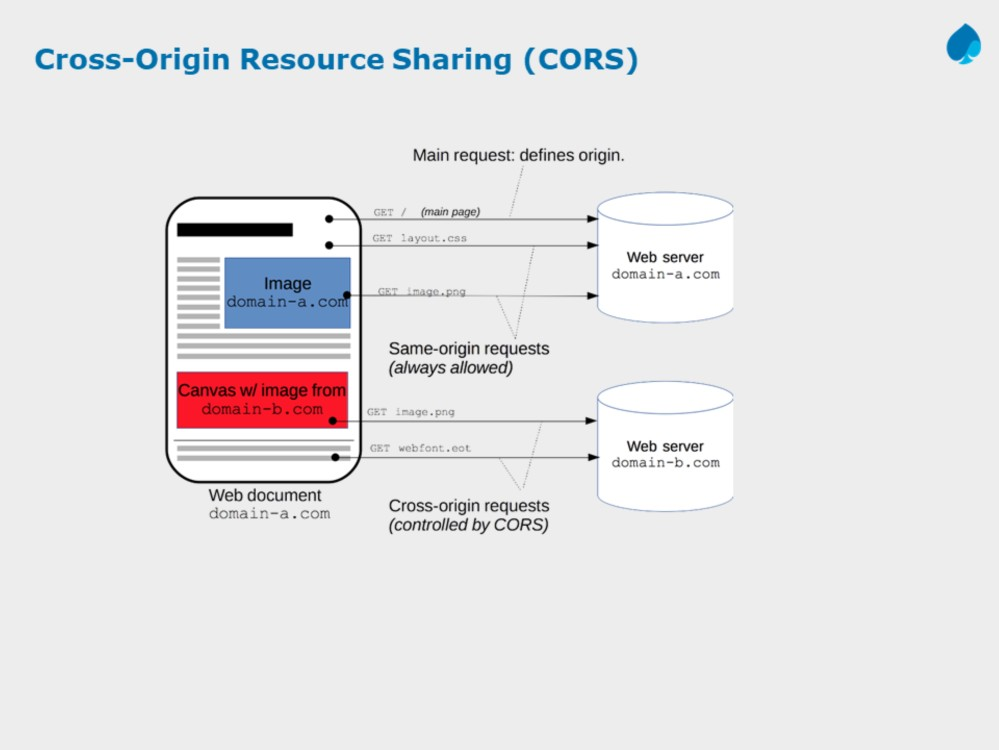 Cross-Origin Resource Sharing (CORS)
Main request: defines origin.
GET / (main page)
GET layout.css
Image
domain-a.com
GET image.png
Web server
domain-a.com
Same-origin requests
(always allowed)
Canvas w/ image from
domain-b.com
GET image.png
GET webfont.eot
Web server
domain-b.com
Web document
domain-a.com
Cross-origin requests
(controlled by CORS)